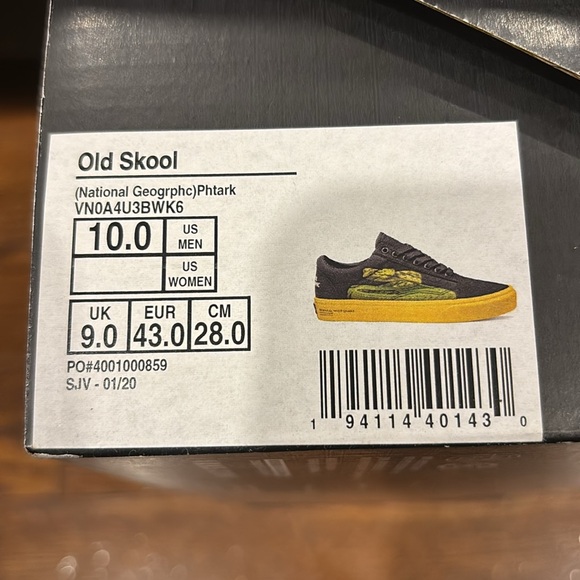 Old Skool
(National Geogrphc)Phtark
VN0A4U3BWK6
10.0 US MEN
US WOMEN
UK EUR CM
9.0 43.0 28.0
PO#4001000859
SJV - 01/20
1 94114 40143 0